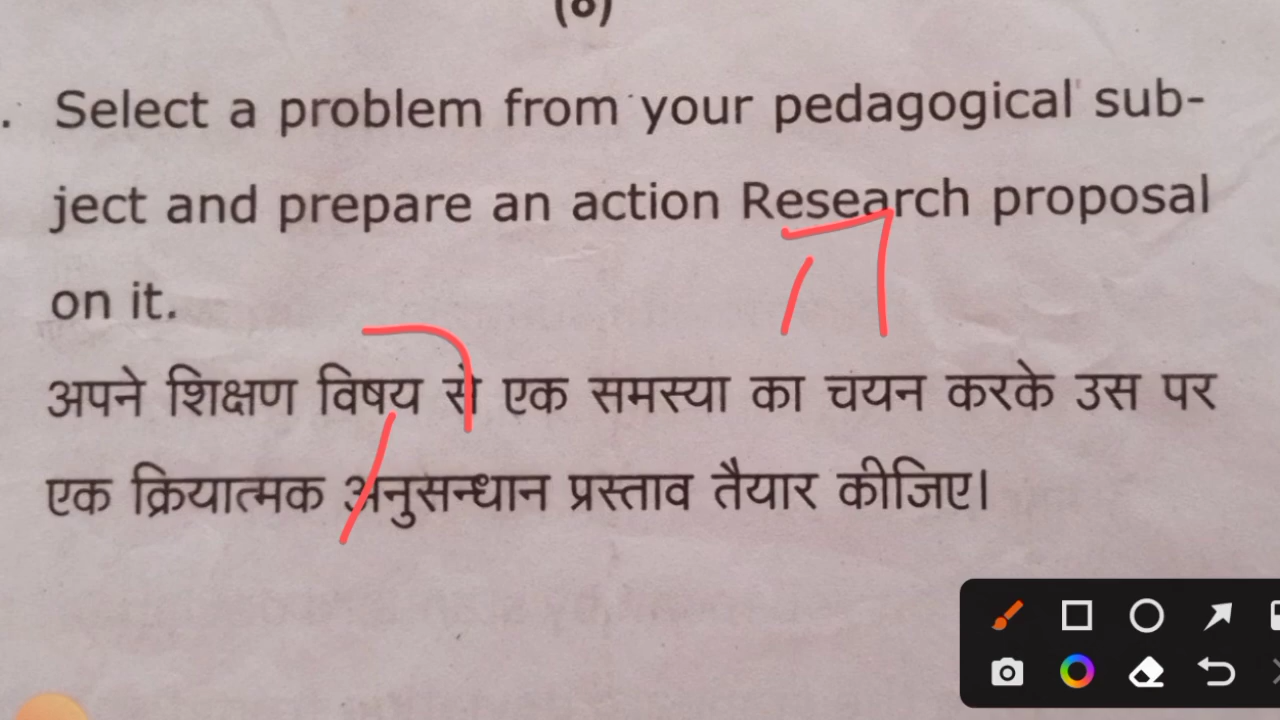 . Select a problem from your pedagogical sub-
ject and prepare an action Research proposal
on it.
अपने शिक्षण विषय से एक समस्या का चयन करके उस पर
एक क्रियात्मक अनुसन्धान प्रस्ताव तैयार कीजिए।